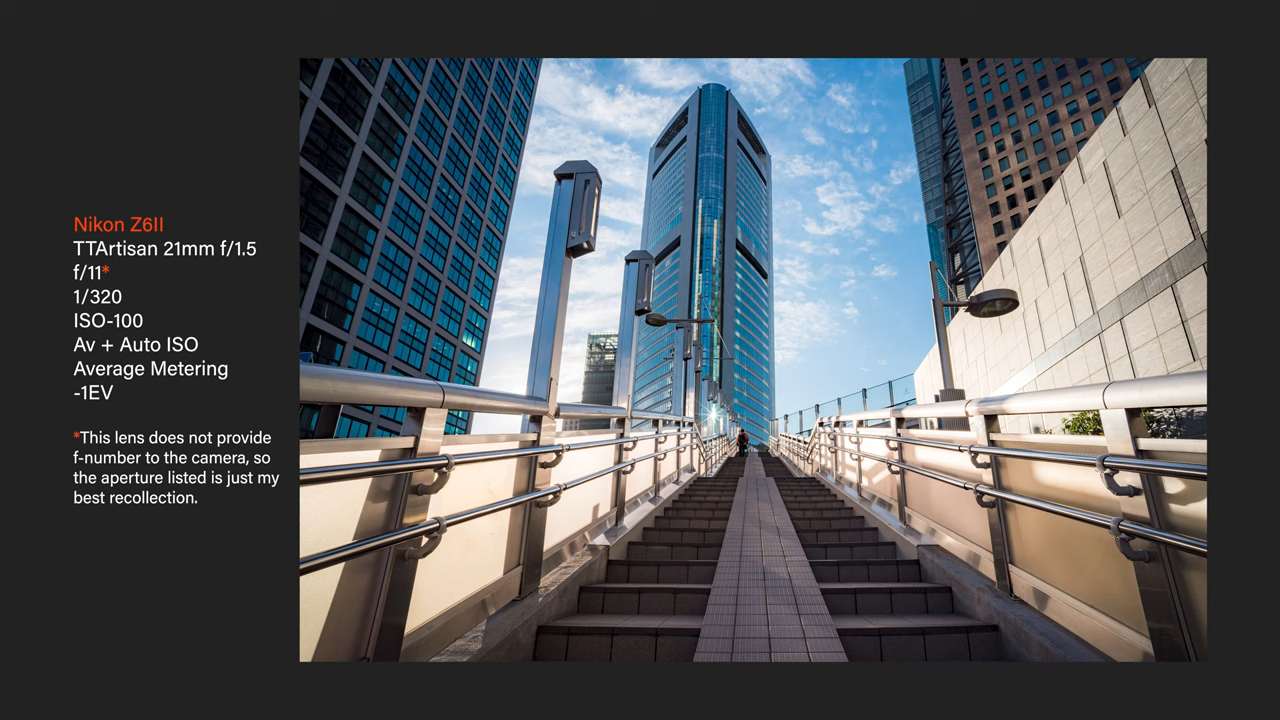 Nikon Z6II
TTArtisan 21mm f/1.5
f/11*
1/320
ISO-100
Av + Auto ISO
Average Metering
-1EV
*This lens does not provide
f-number to the camera, so
the aperture listed is just my
best recollection.